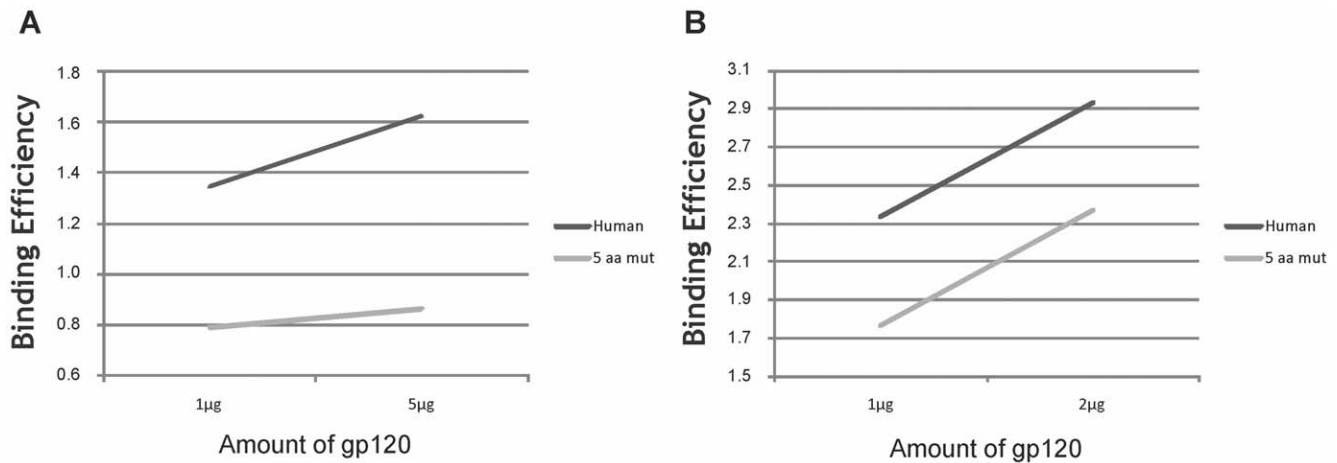 A
Binding Efficiency
1.8
1.6
1.4
1.2
1.0
0.8
0.6
1µg
5µg
Amount of gp120
Human
5 aa mut
B
Binding Efficiency
3.1
2.9
2.7
2.5
2.3
2.1
1.9
1.7
1.5
1µg
2µg
Amount of gp120
Human
5 aa mut